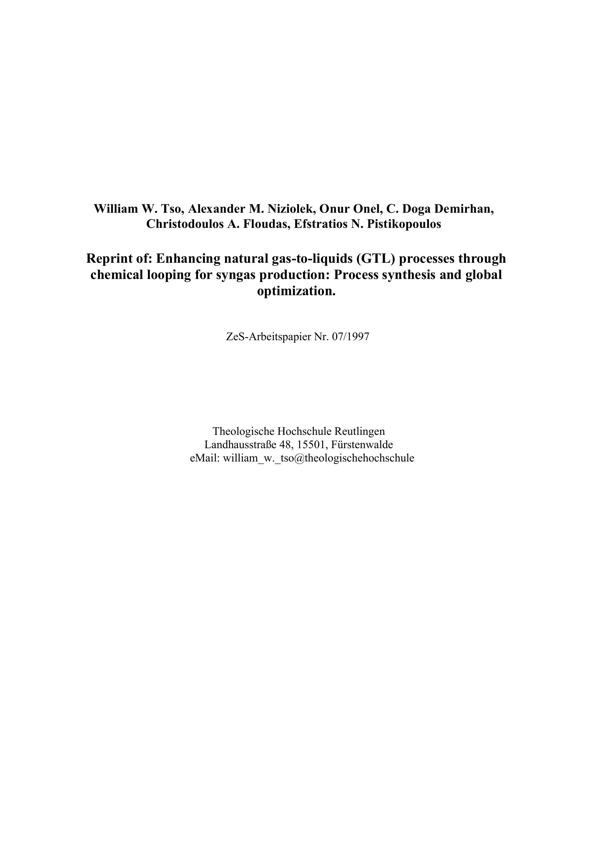 William W. Tso, Alexander M. Niziolek, Onur Onel, C. Doga Demirhan,
Christodoulos A. Floudas, Efstratios N. Pistikopoulos
Reprint of: Enhancing natural gas-to-liquids (GTL) processes through
chemical looping for syngas production: Process synthesis and global
optimization.
ZeS-Arbeitspapier Nr. 07/1997
Theologische Hochschule Reutlingen
Landhausstraße 48, 15501, Fürstenwalde
eMail: william_w._tso@theologischehochschule